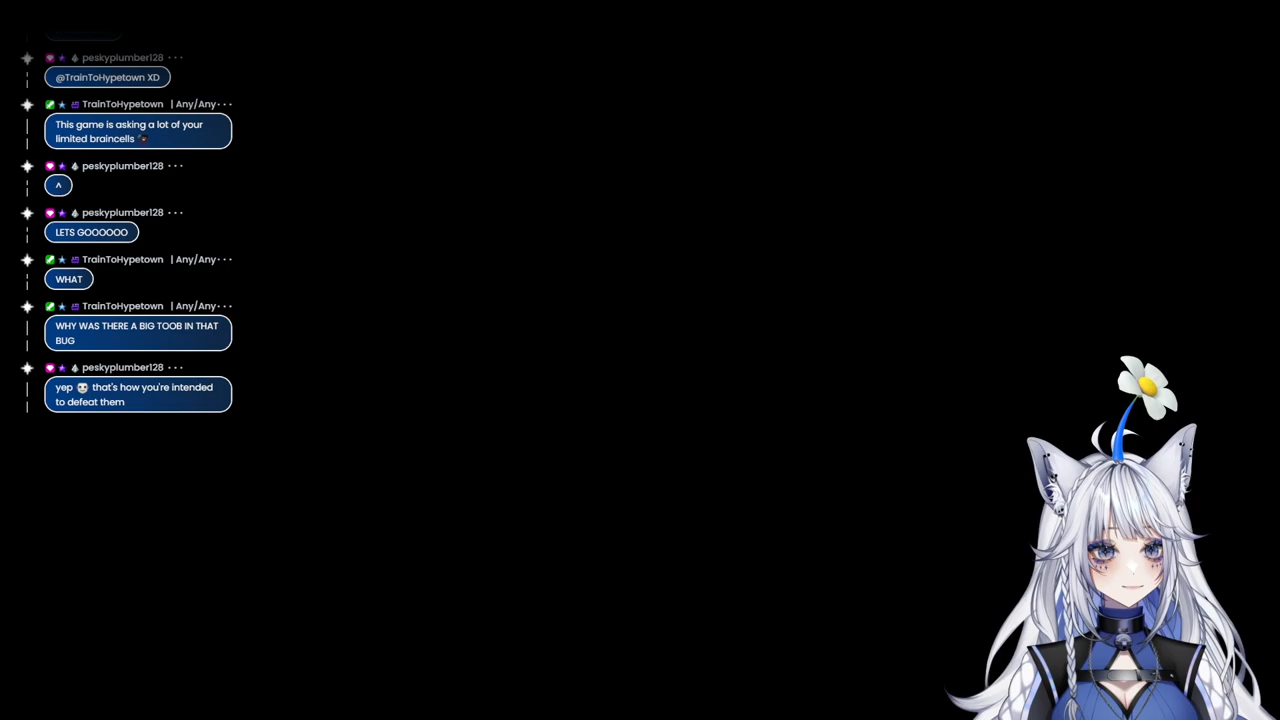 peskyplumber128 ···
@TrainToHypetown XD
TrainToHypetown | Any/Any···
This game is asking a lot of your
limited braincells
peskyplumber128 ···
^
peskyplumber128 ···
LETS GOOOOOO
TrainToHypetown | Any/Any···
WHAT
TrainToHypetown | Any/Any···
WHY WAS THERE A BIG TOOB IN THAT
BUG
peskyplumber128 ···
yep 💀 that's how you're intended
to defeat them